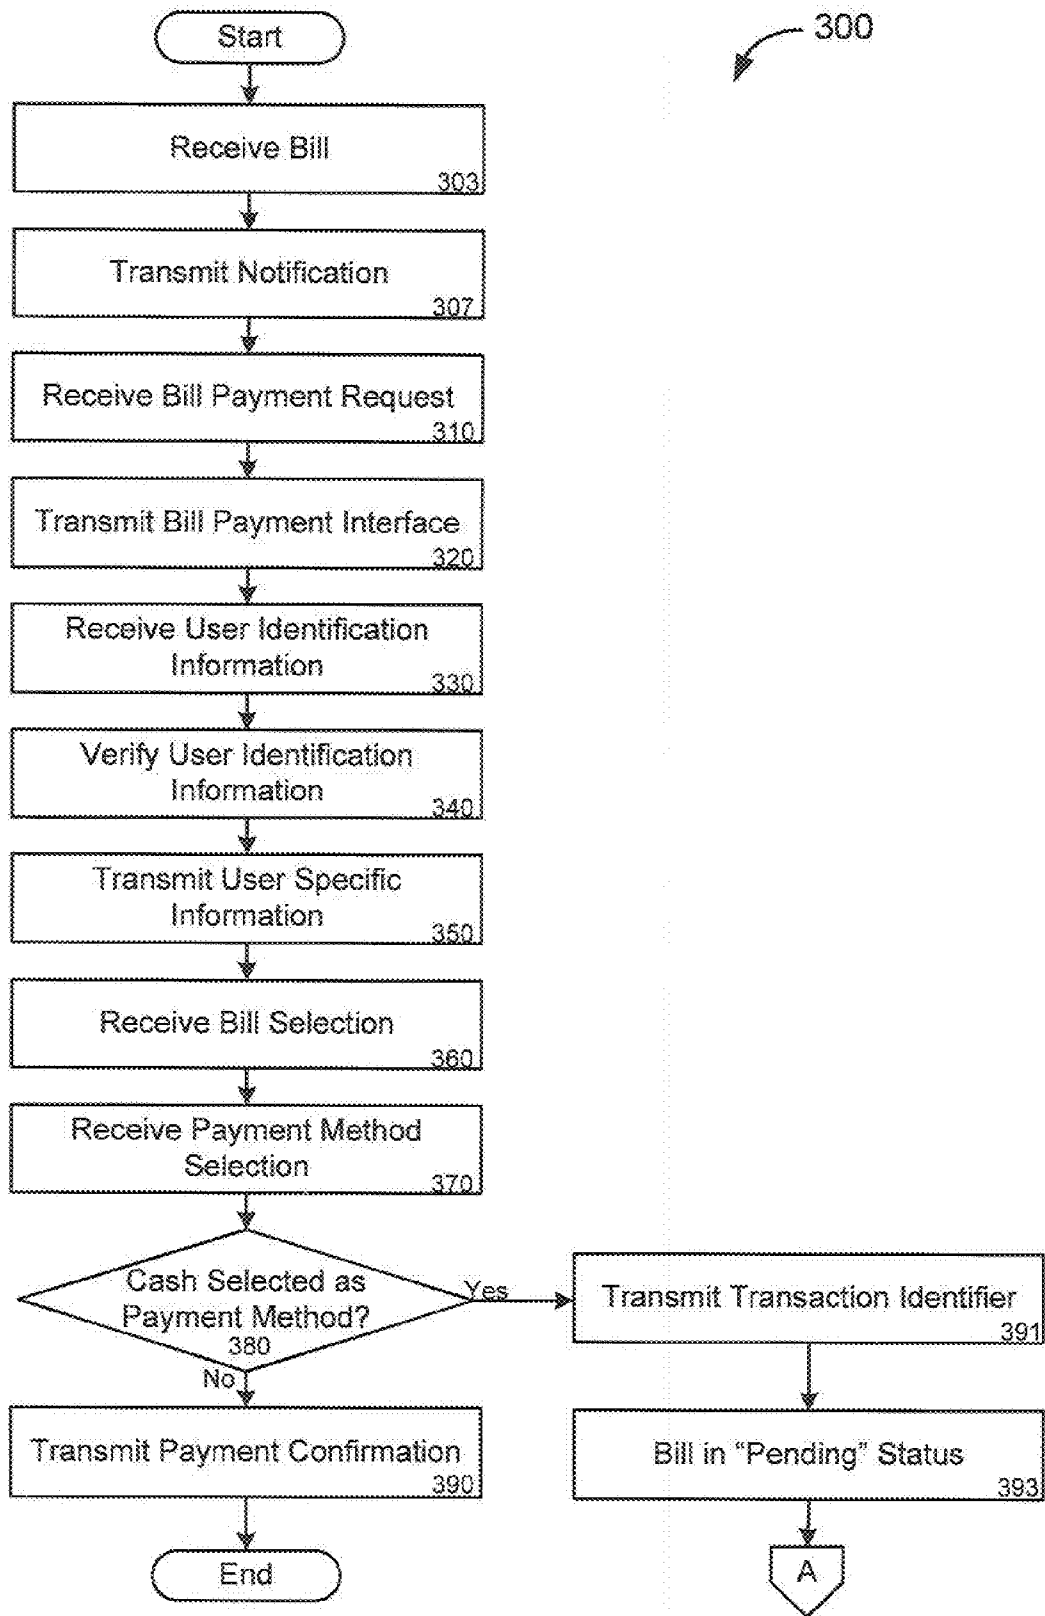 Start
300
Receive Bill
303
Transmit Notification
307
Receive Bill Payment Request
310
Transmit Bill Payment Interface
320
Receive User Identification
Information
330
Verify User Identification
Information
340
Transmit User Specific
Information
350
Receive Bill Selection
360
Receive Payment Method
Selection
370
Cash Selected as
Payment Method?
380
Yes
No
Transmit Transaction Identifier
391
Transmit Payment Confirmation
390
Bill in "Pending" Status
393
End
A